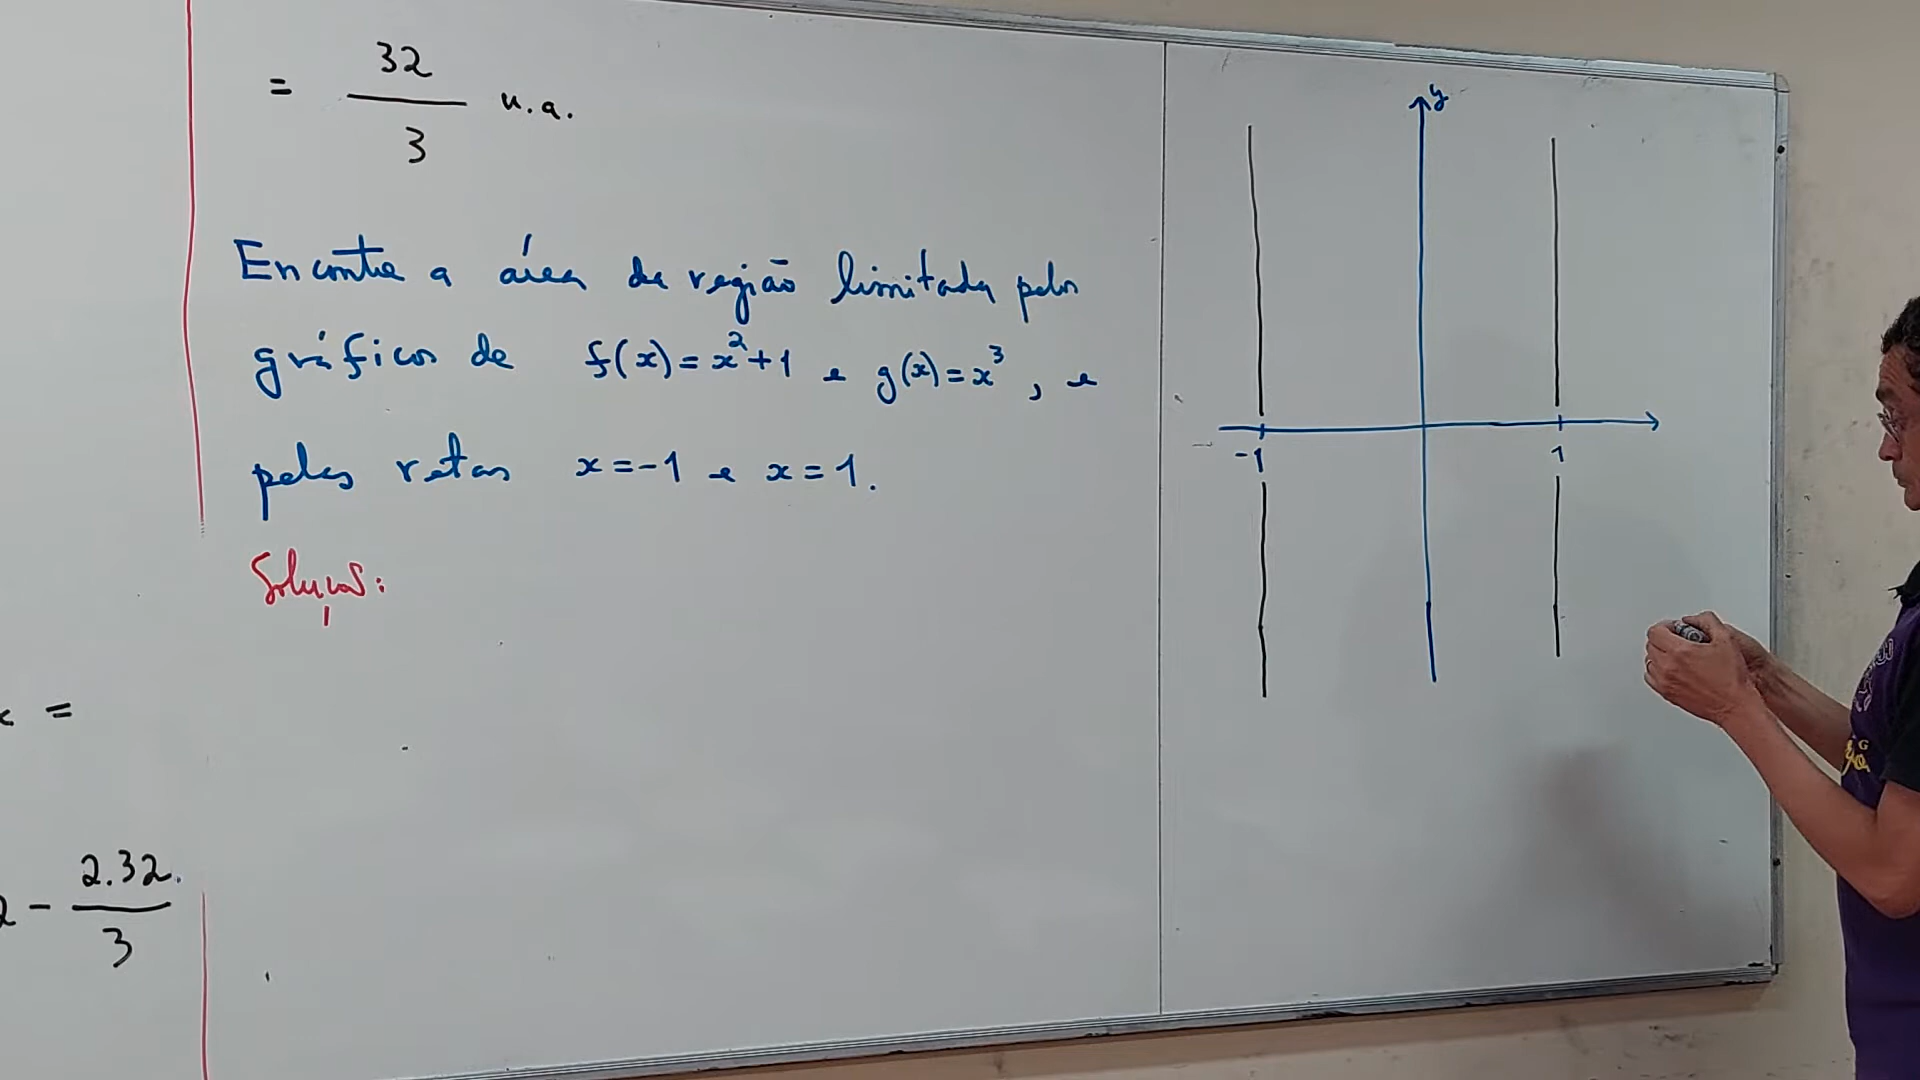 = 32/3 u.a.
Encontre a área da região limitada pelos
gráficos de f(x)=x²+1 e g(x)=x³, e
pelas retas x=-1 e x=1.
Solução:
x =
2 - 2.32/3
y
-1 1